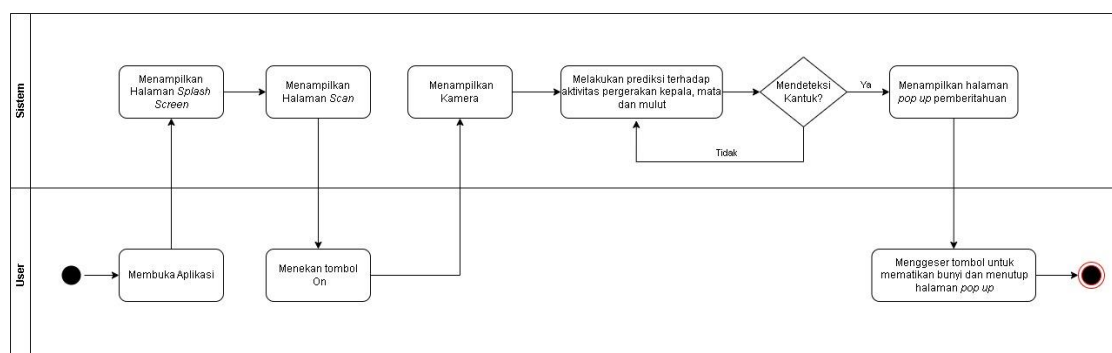 Sistem
Menampilkan
Halaman Splash
Screen
Menampilkan
Halaman Scan
Menampilkan
Kamera
Melakukan prediksi terhadap
aktivitas pergerakan kepala, mata
dan mulut
Mendeteksi
Kantuk?
Ya
Menampilkan halaman
pop up pemberitahuan
Tidak
User
Membuka Aplikasi
Menekan tombol
On
Menggeser tombol untuk
mematikan bunyi dan menutup
halaman pop up